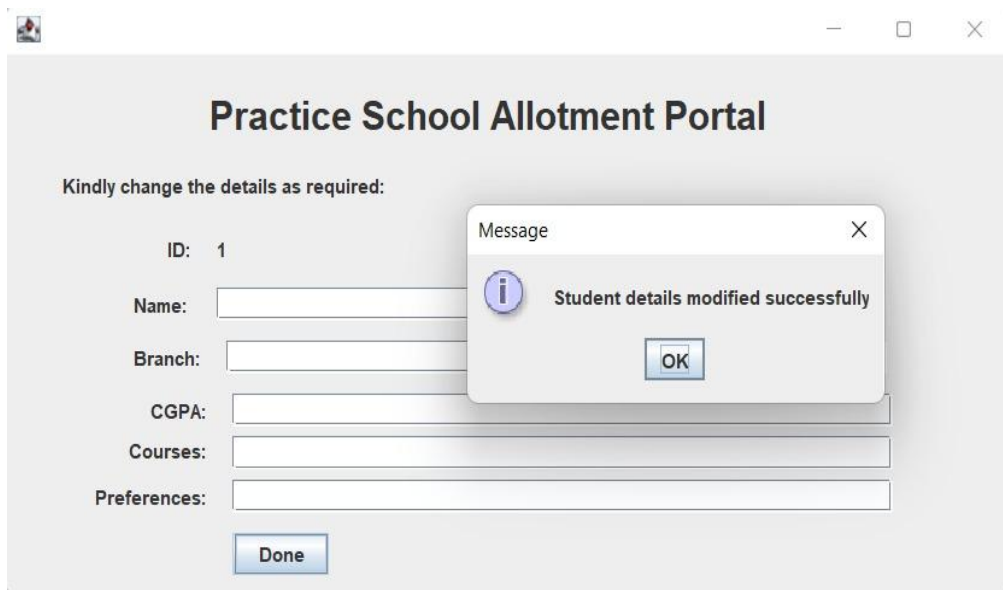 Practice School Allotment Portal
Kindly change the details as required:
Message
ID: 1
Student details modified successfully
Name:
OK
Branch:
CGPA:
Courses:
Preferences:
Done